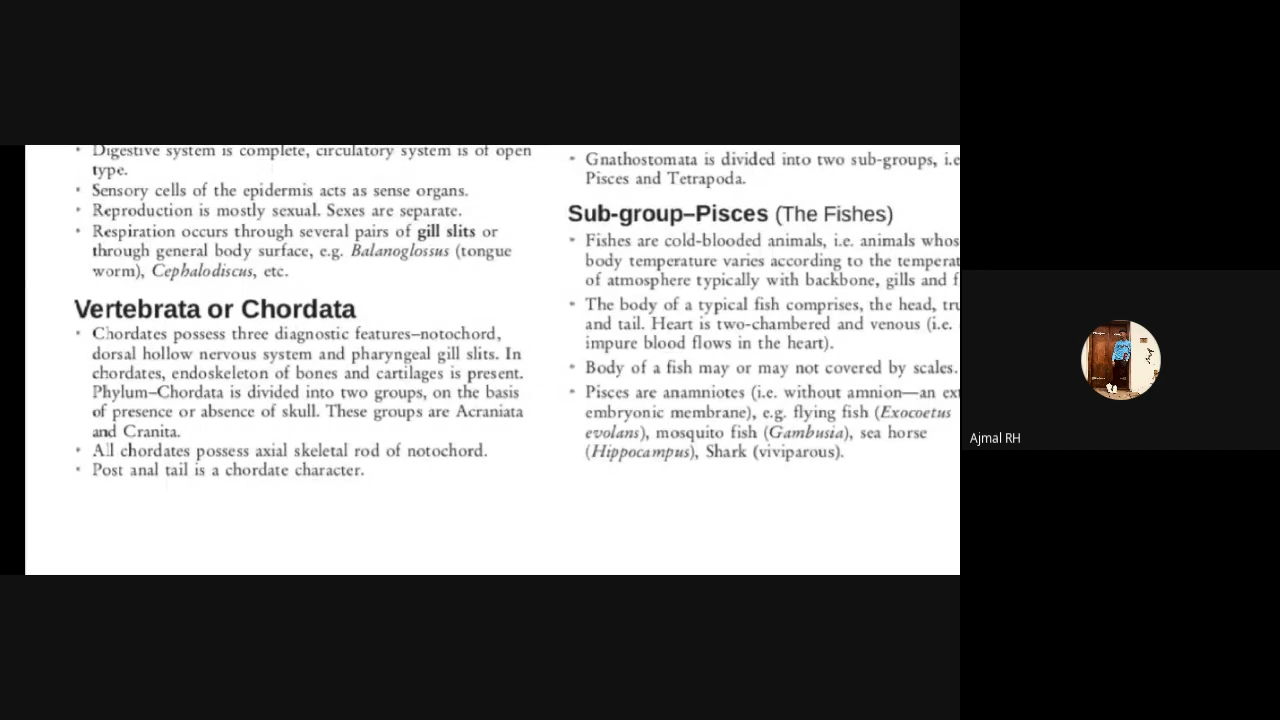 Digestive system is complete, circulatory system is of open
type.
• Sensory cells of the epidermis acts as sense organs.
• Reproduction is mostly sexual. Sexes are separate.
• Respiration occurs through several pairs of gill slits or
through general body surface, e.g. Balanoglossus (tongue
worm), Cephalodiscus, etc.
Vertebrata or Chordata
• Chordates possess three diagnostic features–notochord,
dorsal hollow nervous system and pharyngeal gill slits. In
chordates, endoskeleton of bones and cartilages is present.
Phylum–Chordata is divided into two groups, on the basis
of presence or absence of skull. These groups are Acraniata
and Cranita.
• All chordates possess axial skeletal rod of notochord.
• Post anal tail is a chordate character.
• Gnathostomata is divided into two sub-groups, i.e
Pisces and Tetrapoda.
Sub-group–Pisces (The Fishes)
• Fishes are cold-blooded animals, i.e. animals whos
body temperature varies according to the temperat
of atmosphere typically with backbone, gills and f
• The body of a typical fish comprises, the head, tru
and tail. Heart is two-chambered and venous (i.e.
impure blood flows in the heart).
• Body of a fish may or may not covered by scales.
• Pisces are anamniotes (i.e. without amnion—an ex
embryonic membrane), e.g. flying fish (Exocoetus
evolans), mosquito fish (Gambusia), sea horse
(Hippocampus), Shark (viviparous).
Ajmal RH